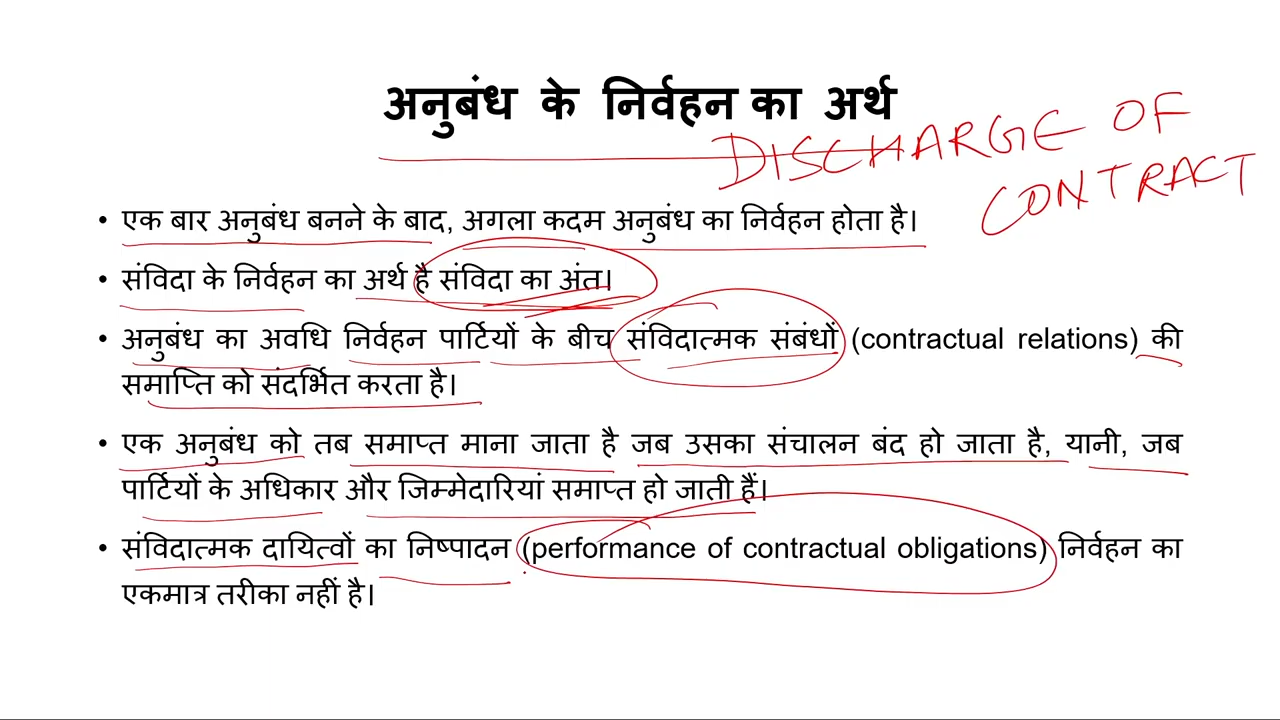 अनुबंध के निर्वहन का अर्थ
DISCHARGE OF
CONTRACT
• एक बार अनुबंध बनने के बाद, अगला कदम अनुबंध का निर्वहन होता है।
• संविदा के निर्वहन का अर्थ है संविदा का अंत।
• अनुबंध का अवधि निर्वहन पार्टियों के बीच संविदात्मक संबंधों (contractual relations) की
समाप्ति को संदर्भित करता है।
• एक अनुबंध को तब समाप्त माना जाता है जब उसका संचालन बंद हो जाता है, यानी, जब
पार्टियों के अधिकार और जिम्मेदारियां समाप्त हो जाती हैं।
• संविदात्मक दायित्वों का निष्पादन (performance of contractual obligations) निर्वहन का
एकमात्र तरीका नहीं है।